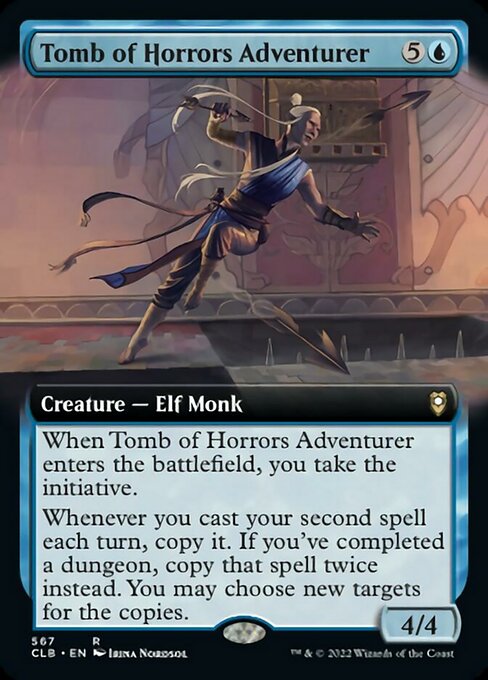 Tomb of Horrors Adventurer 5
Creature — Elf Monk
When Tomb of Horrors Adventurer
enters the battlefield, you take the
initiative.
Whenever you cast your second spell
each turn, copy it. If you've completed
a dungeon, copy that spell twice
instead. You may choose new targets
for the copies.
4/4
567 R
CLB • EN Irina Nordsol
™ & © 2022 Wizards of the Coast